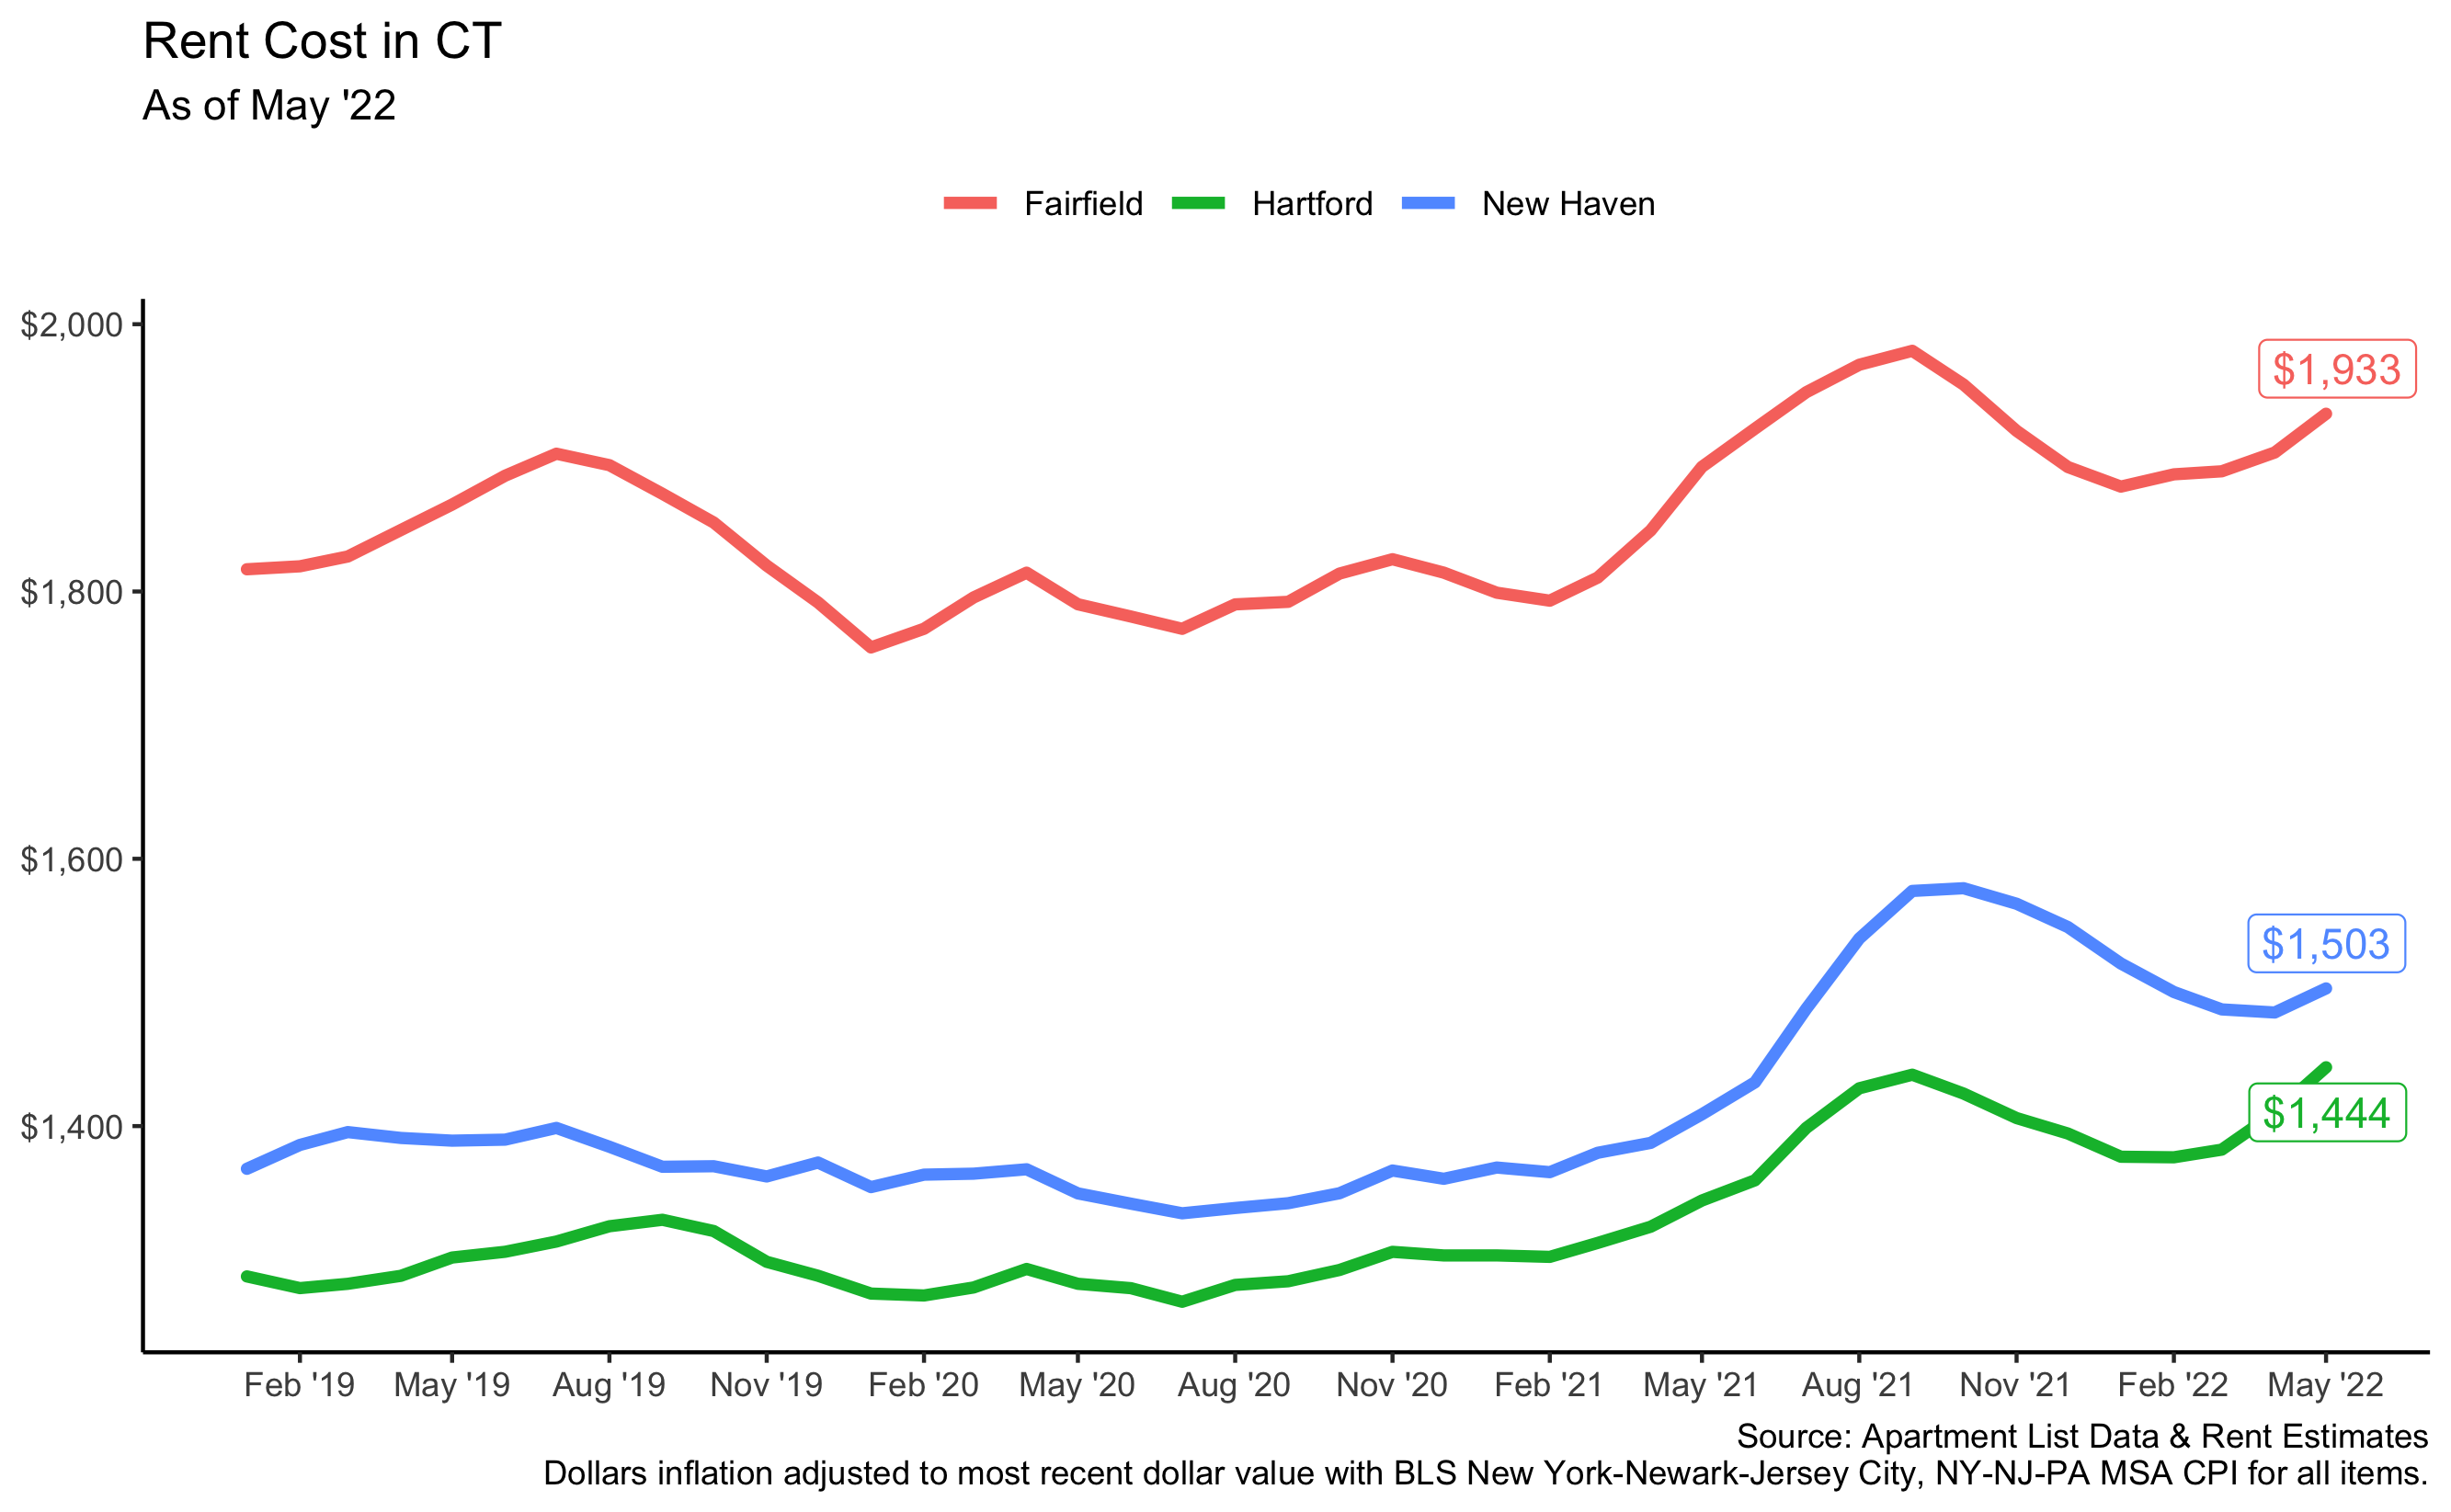 Rent Cost in CT
As of May '22
Fairfield Hartford New Haven
$2,000
$1,800
$1,600
$1,400
$1,933
$1,503
$1,444
Feb '19 May '19 Aug '19 Nov '19 Feb '20 May '20 Aug '20 Nov '20 Feb '21 May '21 Aug '21 Nov '21 Feb '22 May '22
Source: Apartment List Data & Rent Estimates
Dollars inflation adjusted to most recent dollar value with BLS New York-Newark-Jersey City, NY-NJ-PA MSA CPI for all items.